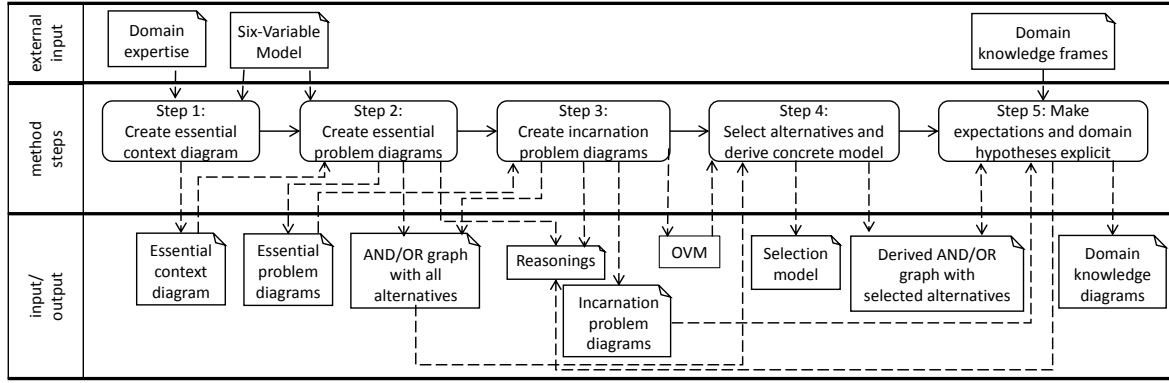 external
input
Domain
expertise
Six-Variable
Model
Domain
knowledge frames
method
steps
Step 1:
Create essential
context diagram
Step 2:
Create essential
problem diagrams
Step 3:
Create incarnation
problem diagrams
Step 4:
Select alternatives and
derive concrete model
Step 5: Make
expectations and domain
hypotheses explicit
input/
output
Essential
context
diagram
Essential
problem
diagrams
AND/OR graph
with all
alternatives
Reasonings
Incarnation
problem
diagrams
OVM
Selection
model
Derived AND/OR
graph with
selected alternatives
Domain
knowledge
diagrams